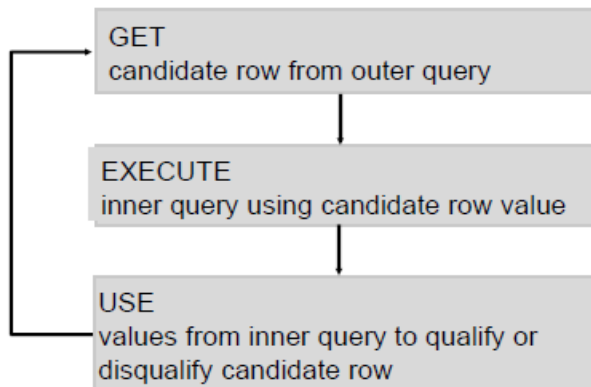 GET
candidate row from outer query
EXECUTE
inner query using candidate row value
USE
values from inner query to qualify or
disqualify candidate row